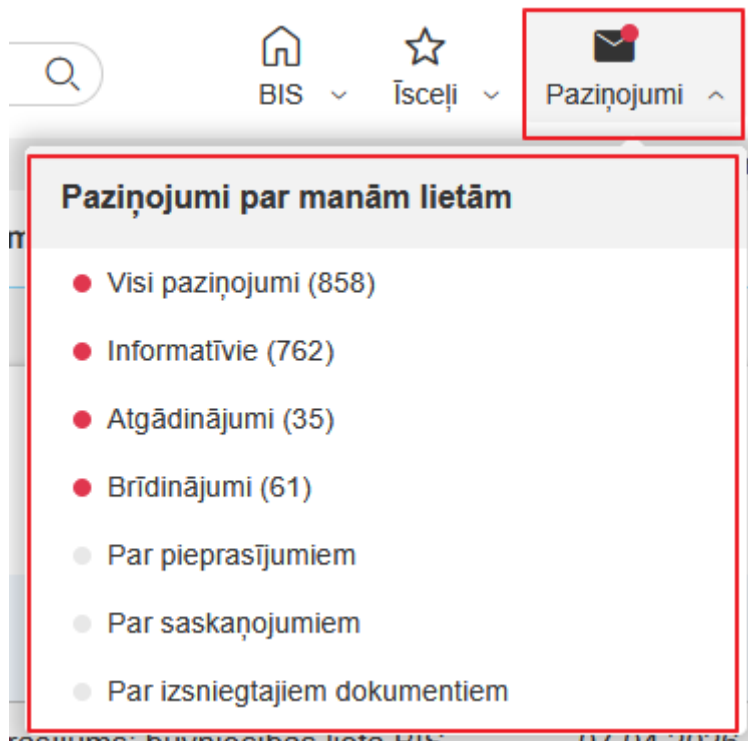 BIS
Īsceļi
Paziņojumi
Paziņojumi par manām lietām
Visi paziņojumi (858)
Informatīvie (762)
Atgādinājumi (35)
Brīdinājumi (61)
Par pieprasījumiem
Par saskaņojumiem
Par izsniegtajiem dokumentiem